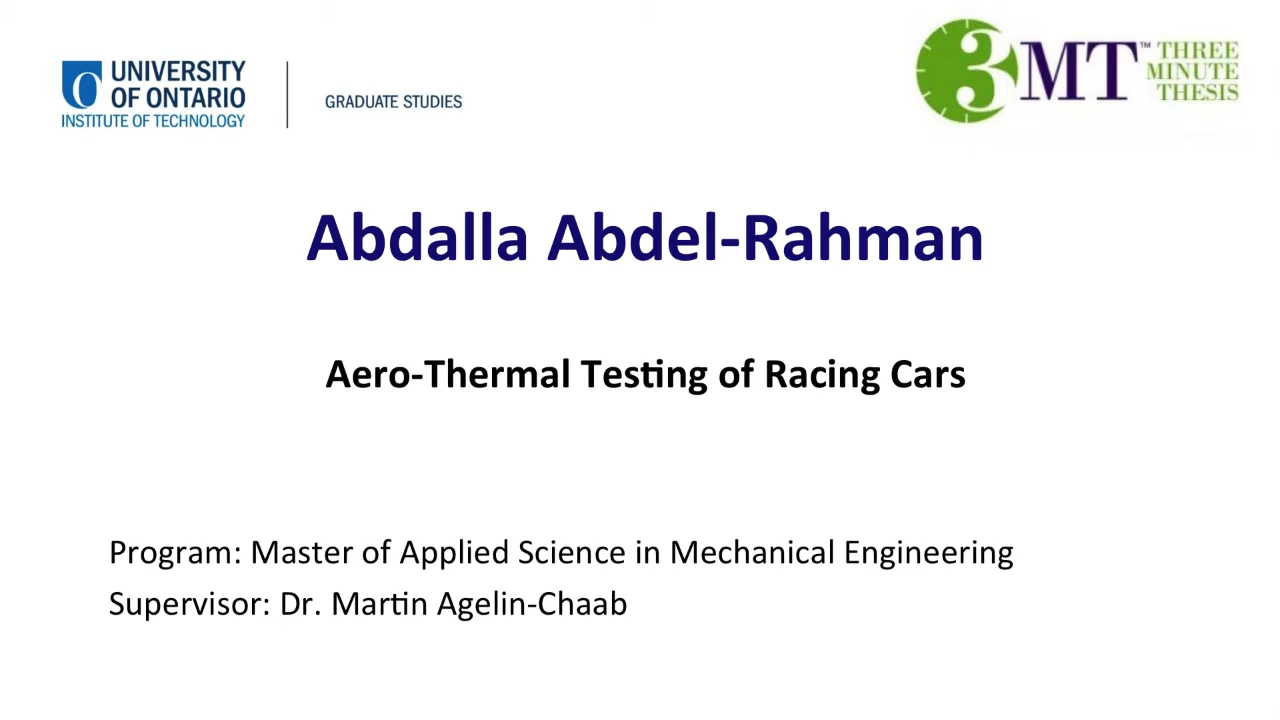 UNIVERSITY
OF ONTARIO
INSTITUTE OF TECHNOLOGY
GRADUATE STUDIES
3MT™
THREE
MINUTE
THESIS
Abdalla Abdel-Rahman
Aero-Thermal Testing of Racing Cars
Program: Master of Applied Science in Mechanical Engineering
Supervisor: Dr. Martin Agelin-Chaab